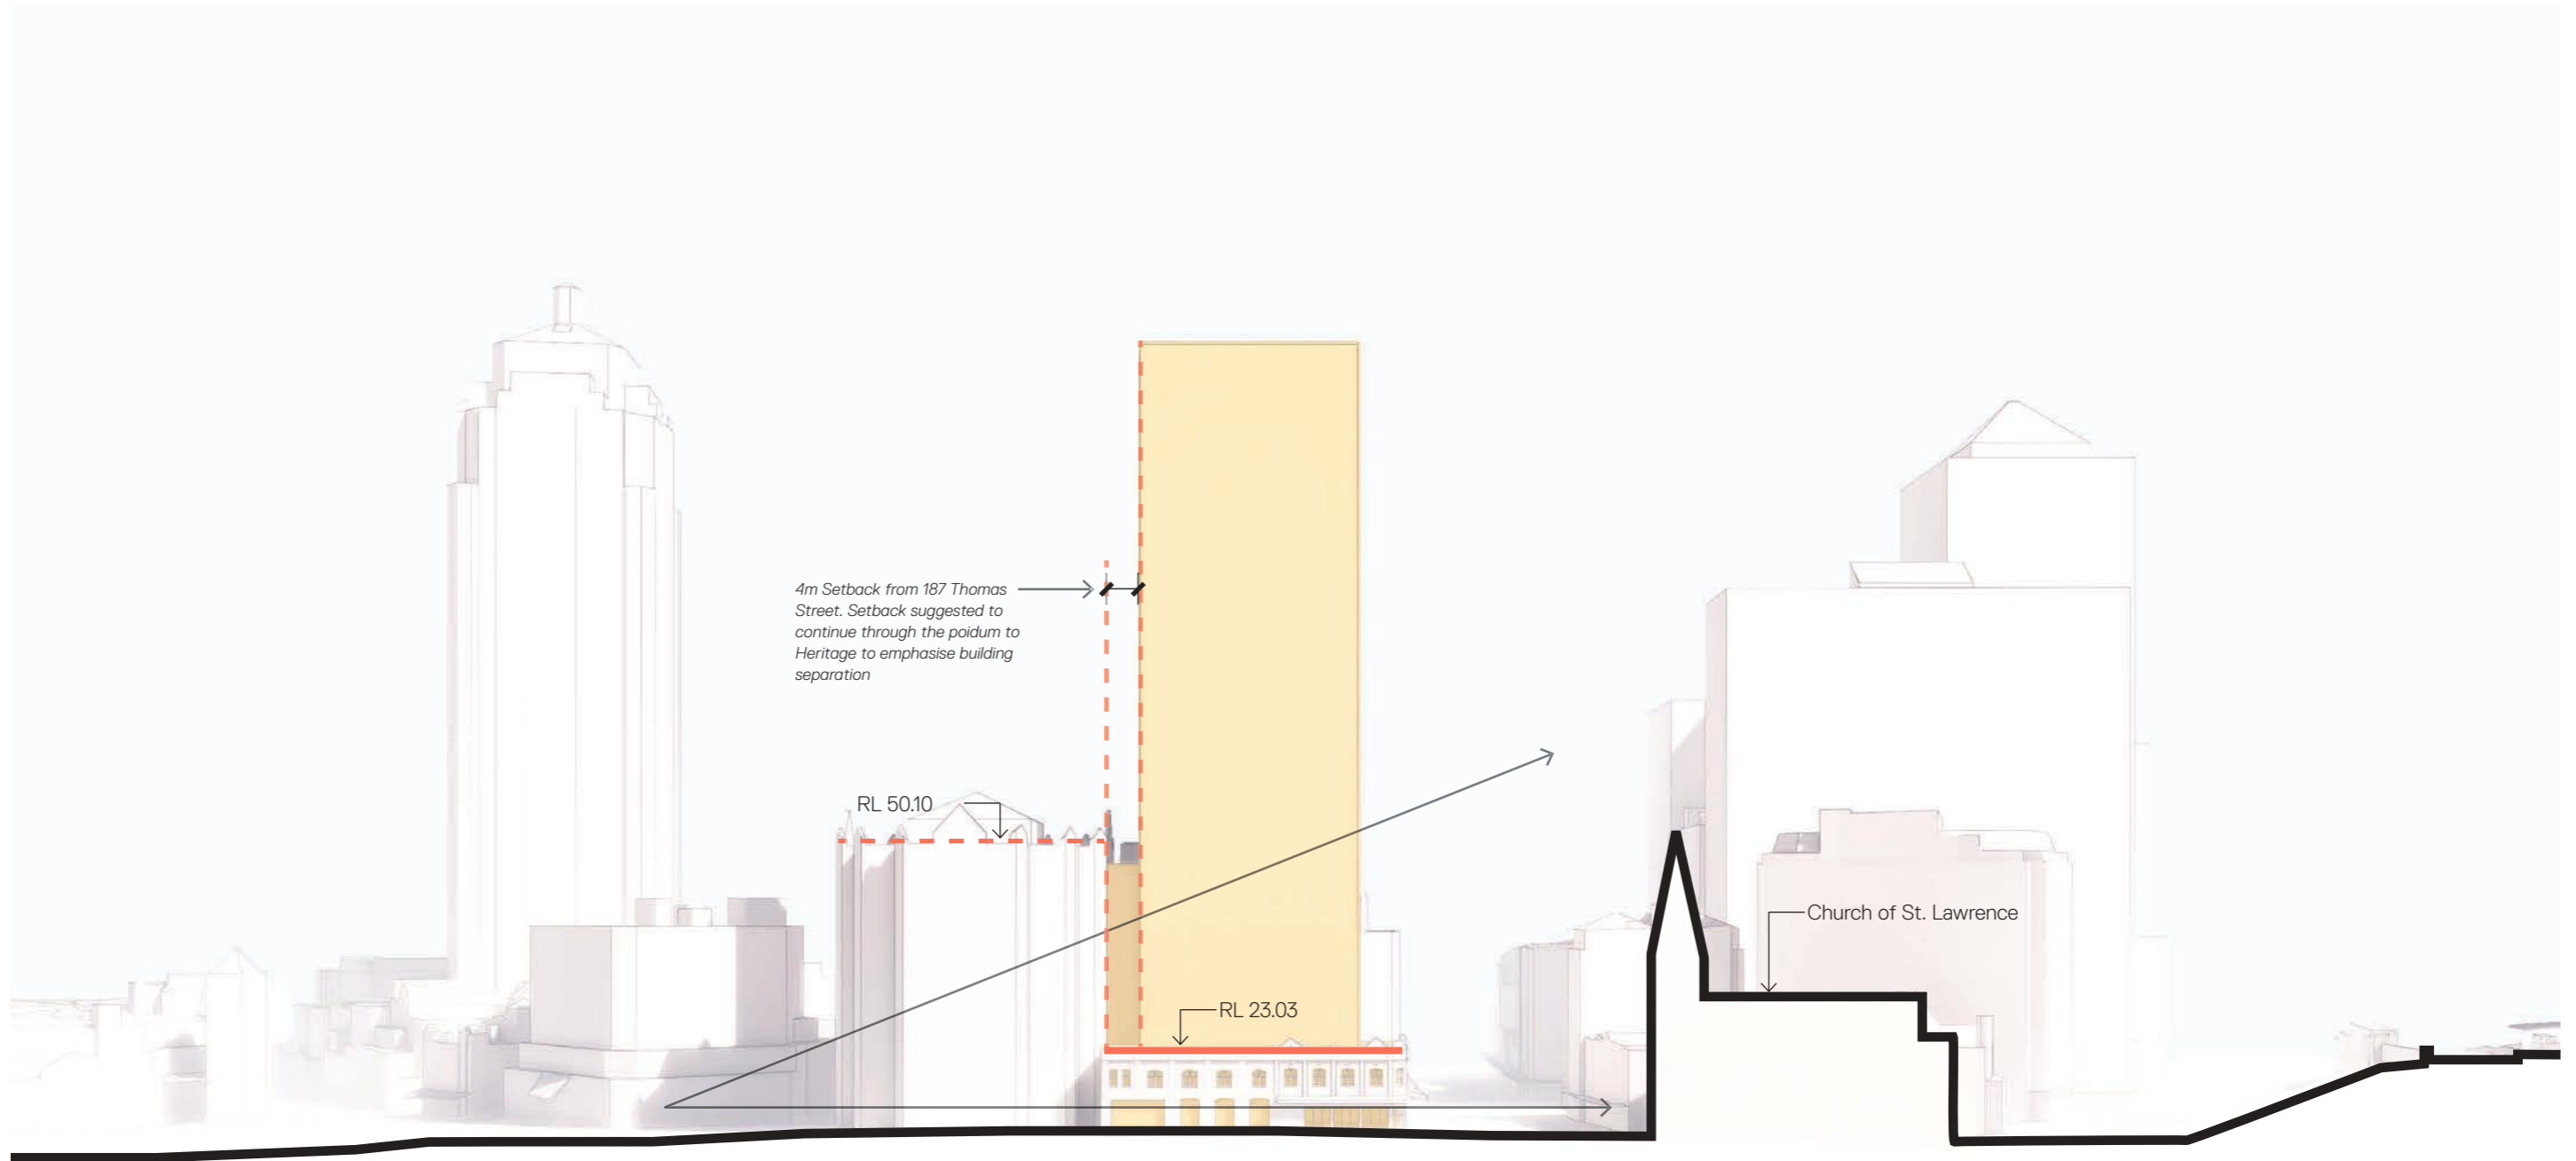 4m Setback from 187 Thomas
Street. Setback suggested to
continue through the poidum to
Heritage to emphasise building
separation
RL 50.10
Church of St. Lawrence
RL 23.03